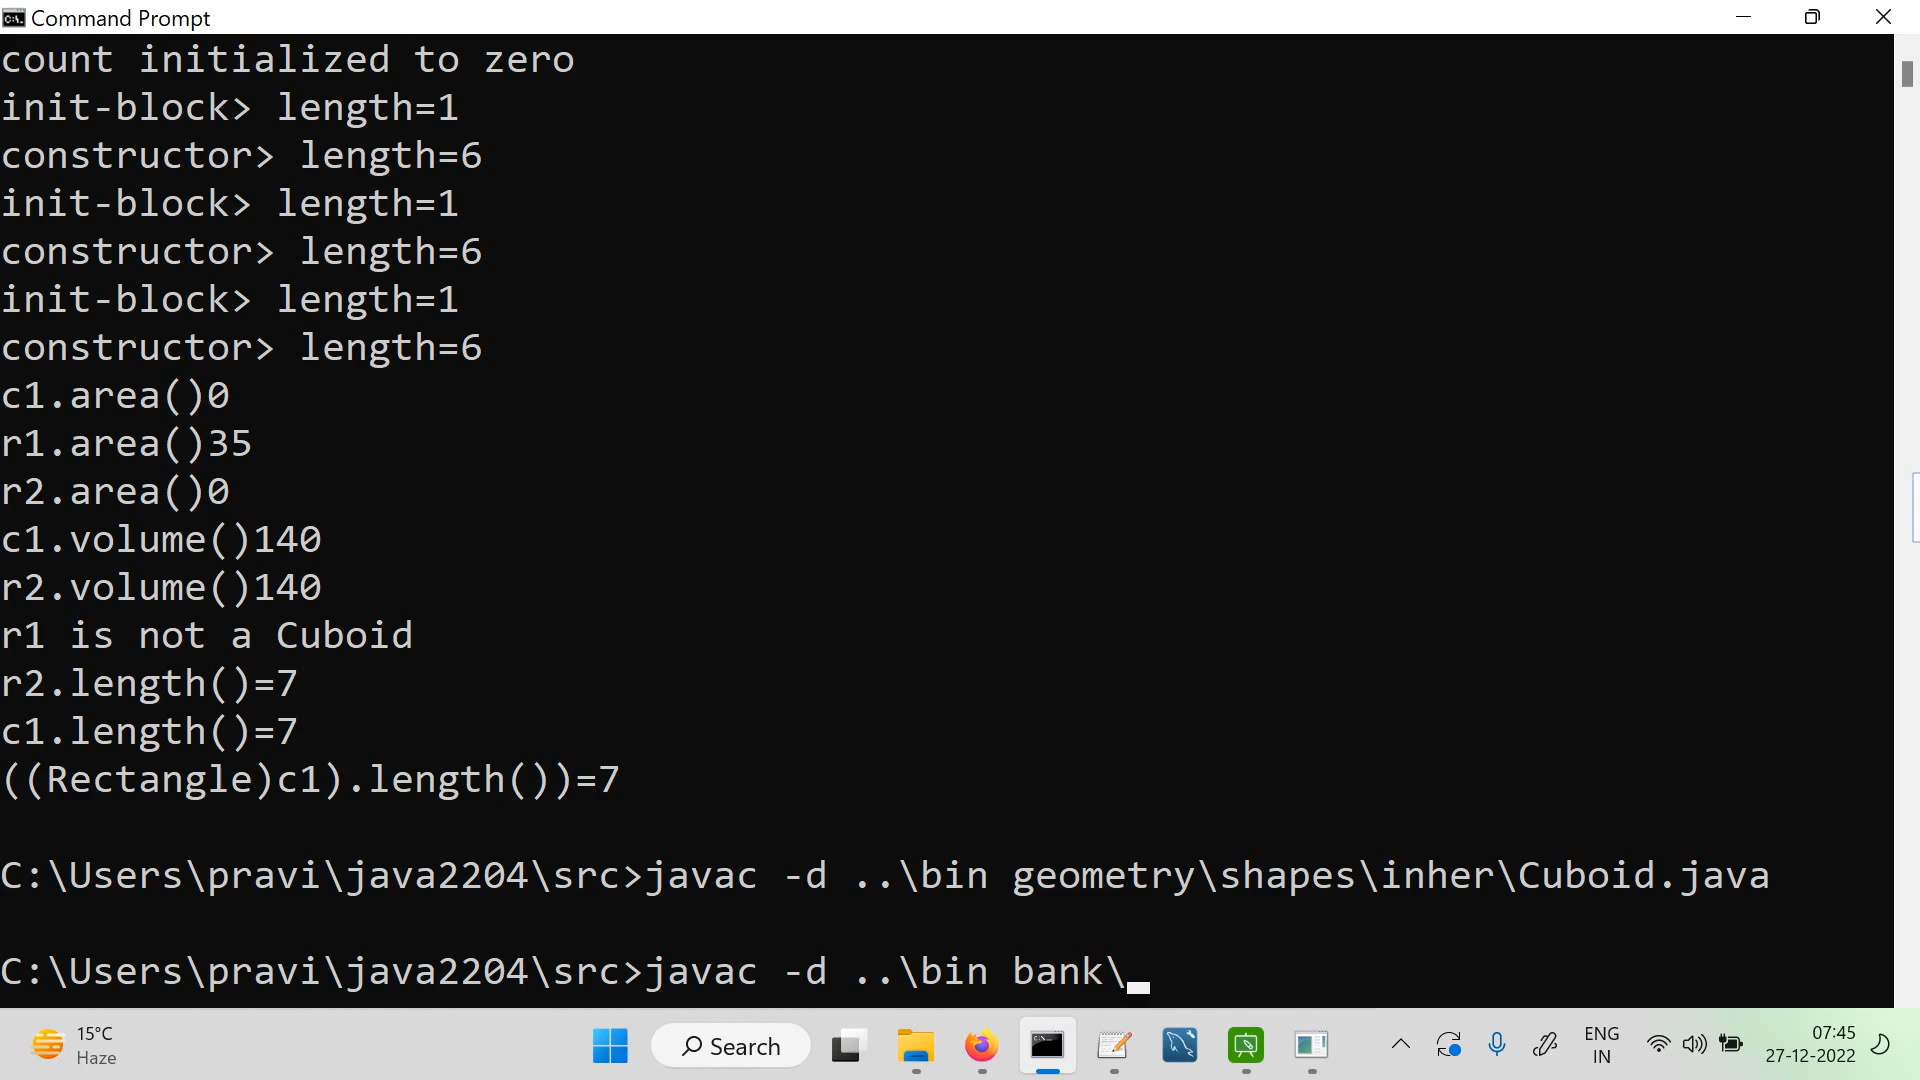 Command Prompt
count initialized to zero
init-block> length=1
constructor> length=6
init-block> length=1
constructor> length=6
init-block> length=1
constructor> length=6
c1.area()0
r1.area()35
r2.area()0
c1.volume()140
r2.volume()140
r1 is not a Cuboid
r2.length()=7
c1.length()=7
((Rectangle)c1).length())=7
C:\Users\pravi\java2204\src>javac -d ..\bin geometry\shapes\inher\Cuboid.java
C:\Users\pravi\java2204\src>javac -d ..\bin bank\_
15°C
Haze
Search
ENG
IN
07:45
27-12-2022